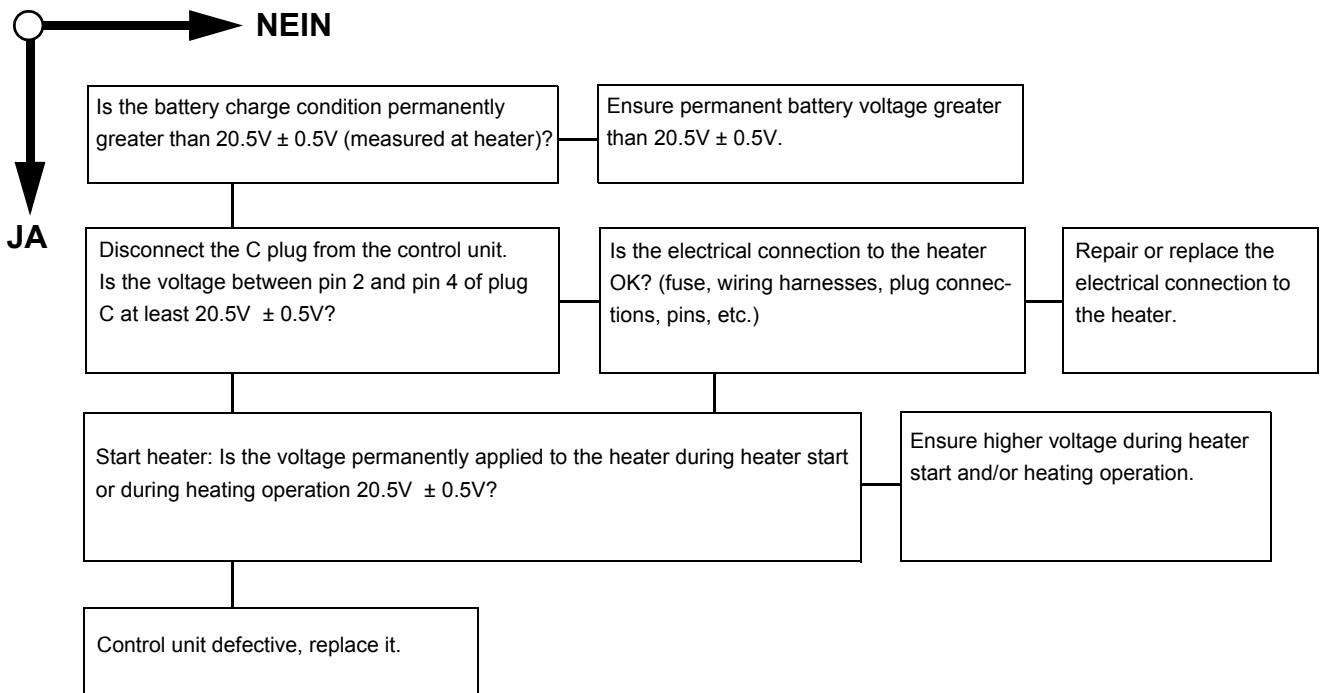 NEIN
JA
Is the battery charge condition permanently
greater than 20.5V ± 0.5V (measured at heater)?
Ensure permanent battery voltage greater
than 20.5V ± 0.5V.
Disconnect the C plug from the control unit.
Is the voltage between pin 2 and pin 4 of plug
C at least 20.5V ± 0.5V?
Is the electrical connection to the heater
OK? (fuse, wiring harnesses, plug connec-
tions, pins, etc.)
Repair or replace the
electrical connection to
the heater.
Start heater: Is the voltage permanently applied to the heater during heater start
or during heating operation 20.5V ± 0.5V?
Ensure higher voltage during heater
start and/or heating operation.
Control unit defective, replace it.